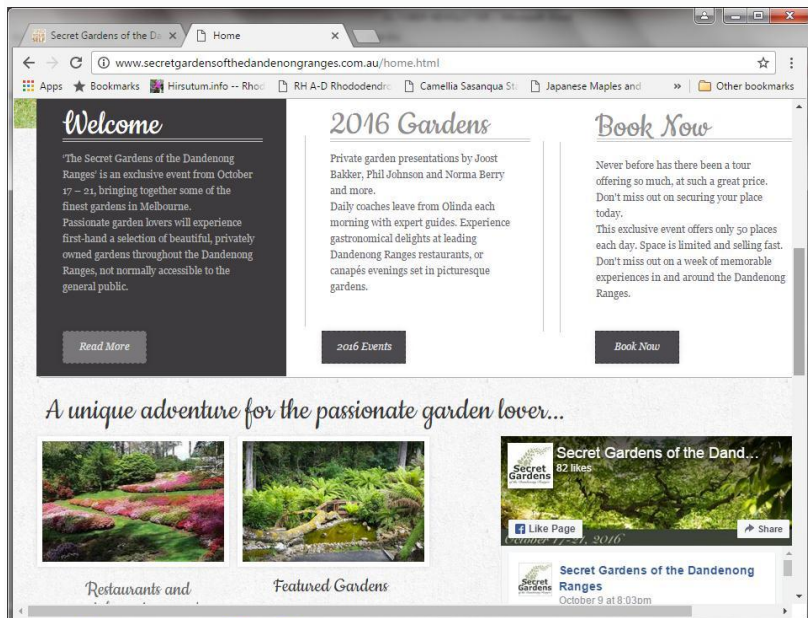 Secret Gardens of the Da
Home
www.secretgardensofthedandenongranges.com.au/home.html
Apps
Bookmarks
Hirsutum.info -- Rhod
RH A-D Rhododendro
Camellia Sasanqua Sta
Japanese Maples and
»
Other bookmarks
Welcome
'The Secret Gardens of the Dandenong
Ranges' is an exclusive event from October
17 – 21, bringing together some of the
finest gardens in Melbourne.
Passionate garden lovers will experience
first-hand a selection of beautiful, privately
owned gardens throughout the Dandenong
Ranges, not normally accessible to the
general public.
Read More
2016 Gardens
Private garden presentations by Joost
Bakker, Phil Johnson and Norma Berry
and more.
Daily coaches leave from Olinda each
morning with expert guides. Experience
gastronomical delights at leading
Dandenong Ranges restaurants, or
canapés evenings set in picturesque
gardens.
2016 Events
Book Now
Never before has there been a tour
offering so much, at such a great price.
Don't miss out on securing your place
today.
This exclusive event offers only 50 places
each day. Space is limited and selling fast.
Don't miss out on a week of memorable
experiences in and around the Dandenong
Ranges.
Book Now
A unique adventure for the passionate garden lover...
Restaurants and
Featured Gardens
Secret Gardens of the Dand...
82 likes
Secret
Gardens
Like Page
Share
October 17-21, 2016
Secret
Gardens
Secret Gardens of the Dandenong
Ranges
October 9 at 8:03pm